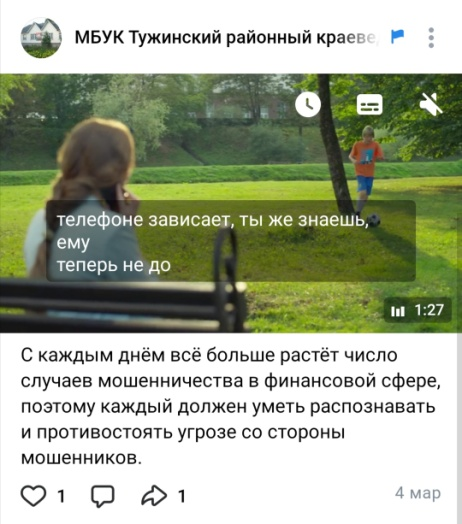 МБУК Тужинский районный краеве
телефоне зависает, ты же знаешь,
ему
теперь не до
1:27
С каждым днём всё больше растёт число
случаев мошенничества в финансовой сфере,
поэтому каждый должен уметь распознавать
и противостоять угрозе со стороны
мошенников.
1 1 4 мар